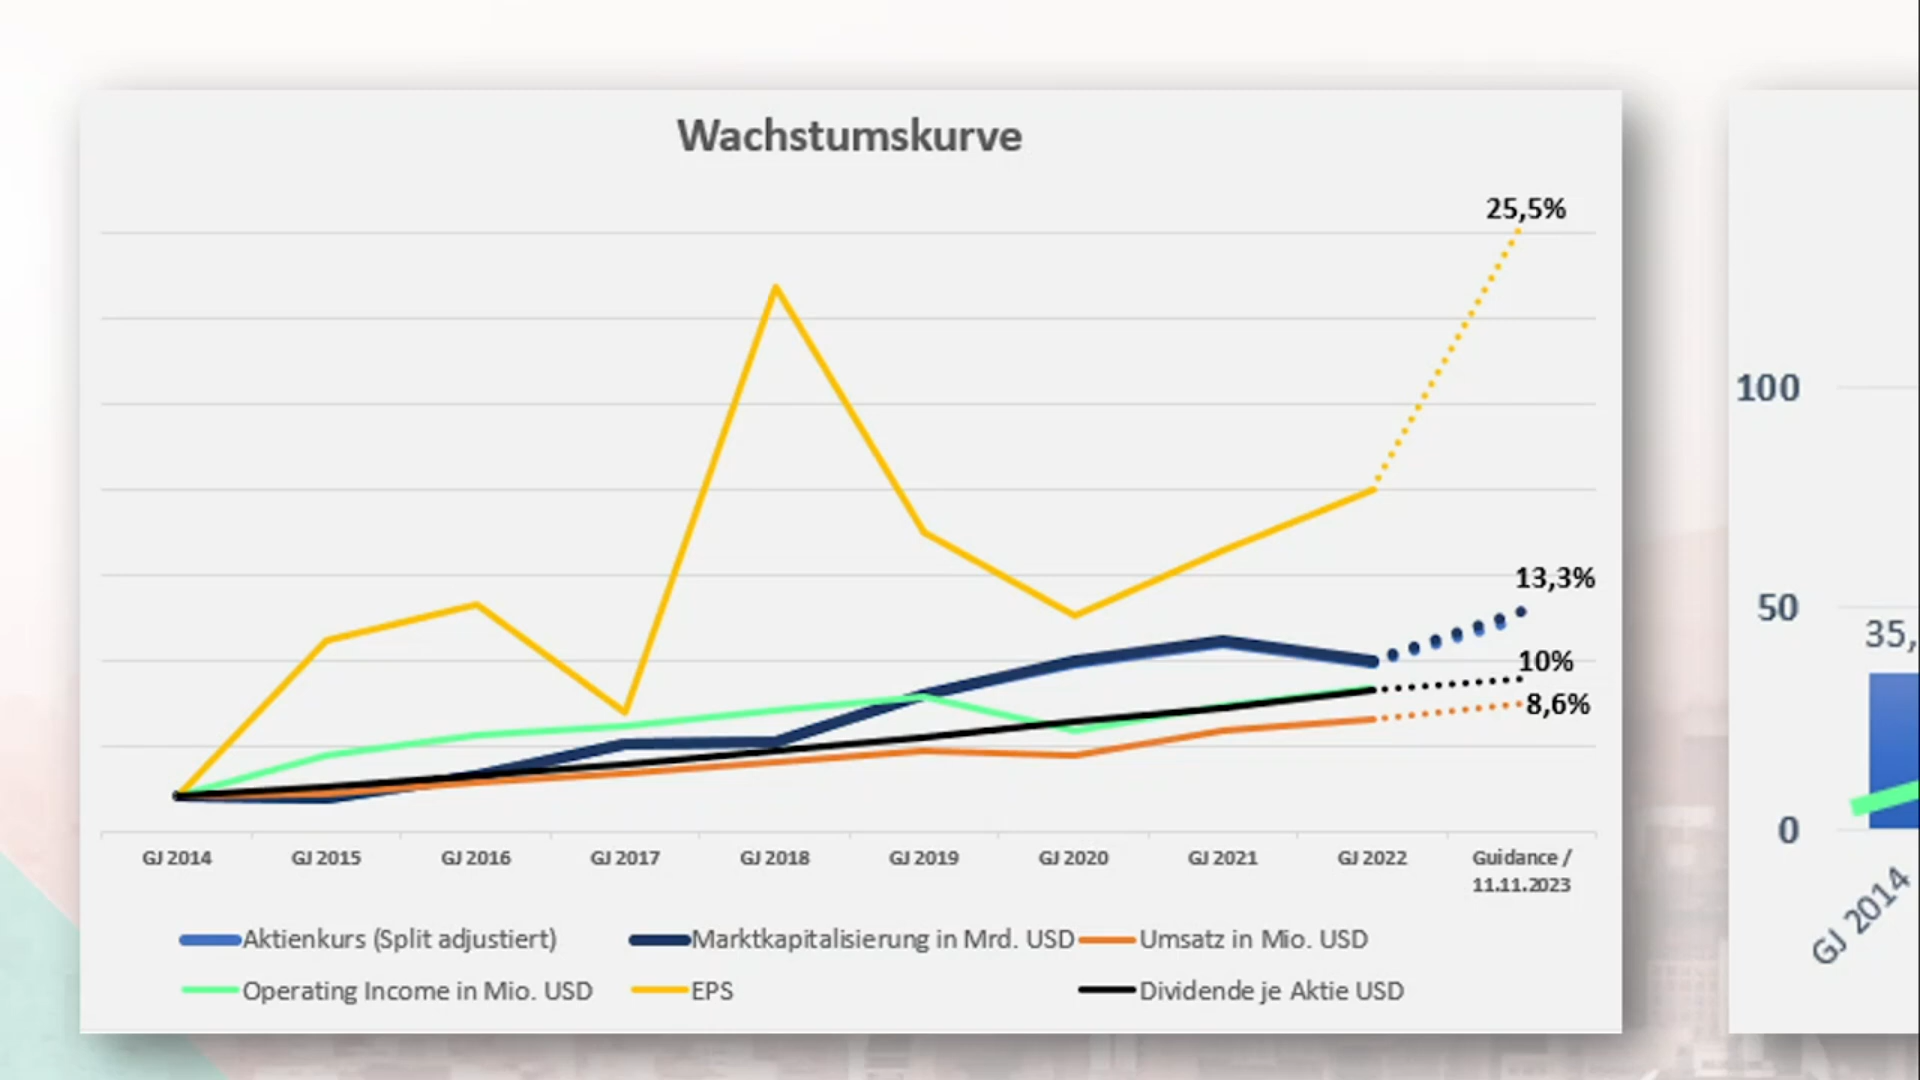 Wachstumskurve
25,5%
13,3%
10%
8,6%
GJ 2014 GJ 2015 GJ 2016 GJ 2017 GJ 2018 GJ 2019 GJ 2020 GJ 2021 GJ 2022 Guidance /
11.11.2023
Aktienkurs (Split adjustiert) Marktkapitalisierung in Mrd. USD Umsatz in Mio. USD
Operating Income in Mio. USD EPS Dividende je Aktie USD
100
50
35,
0
GJ 2014